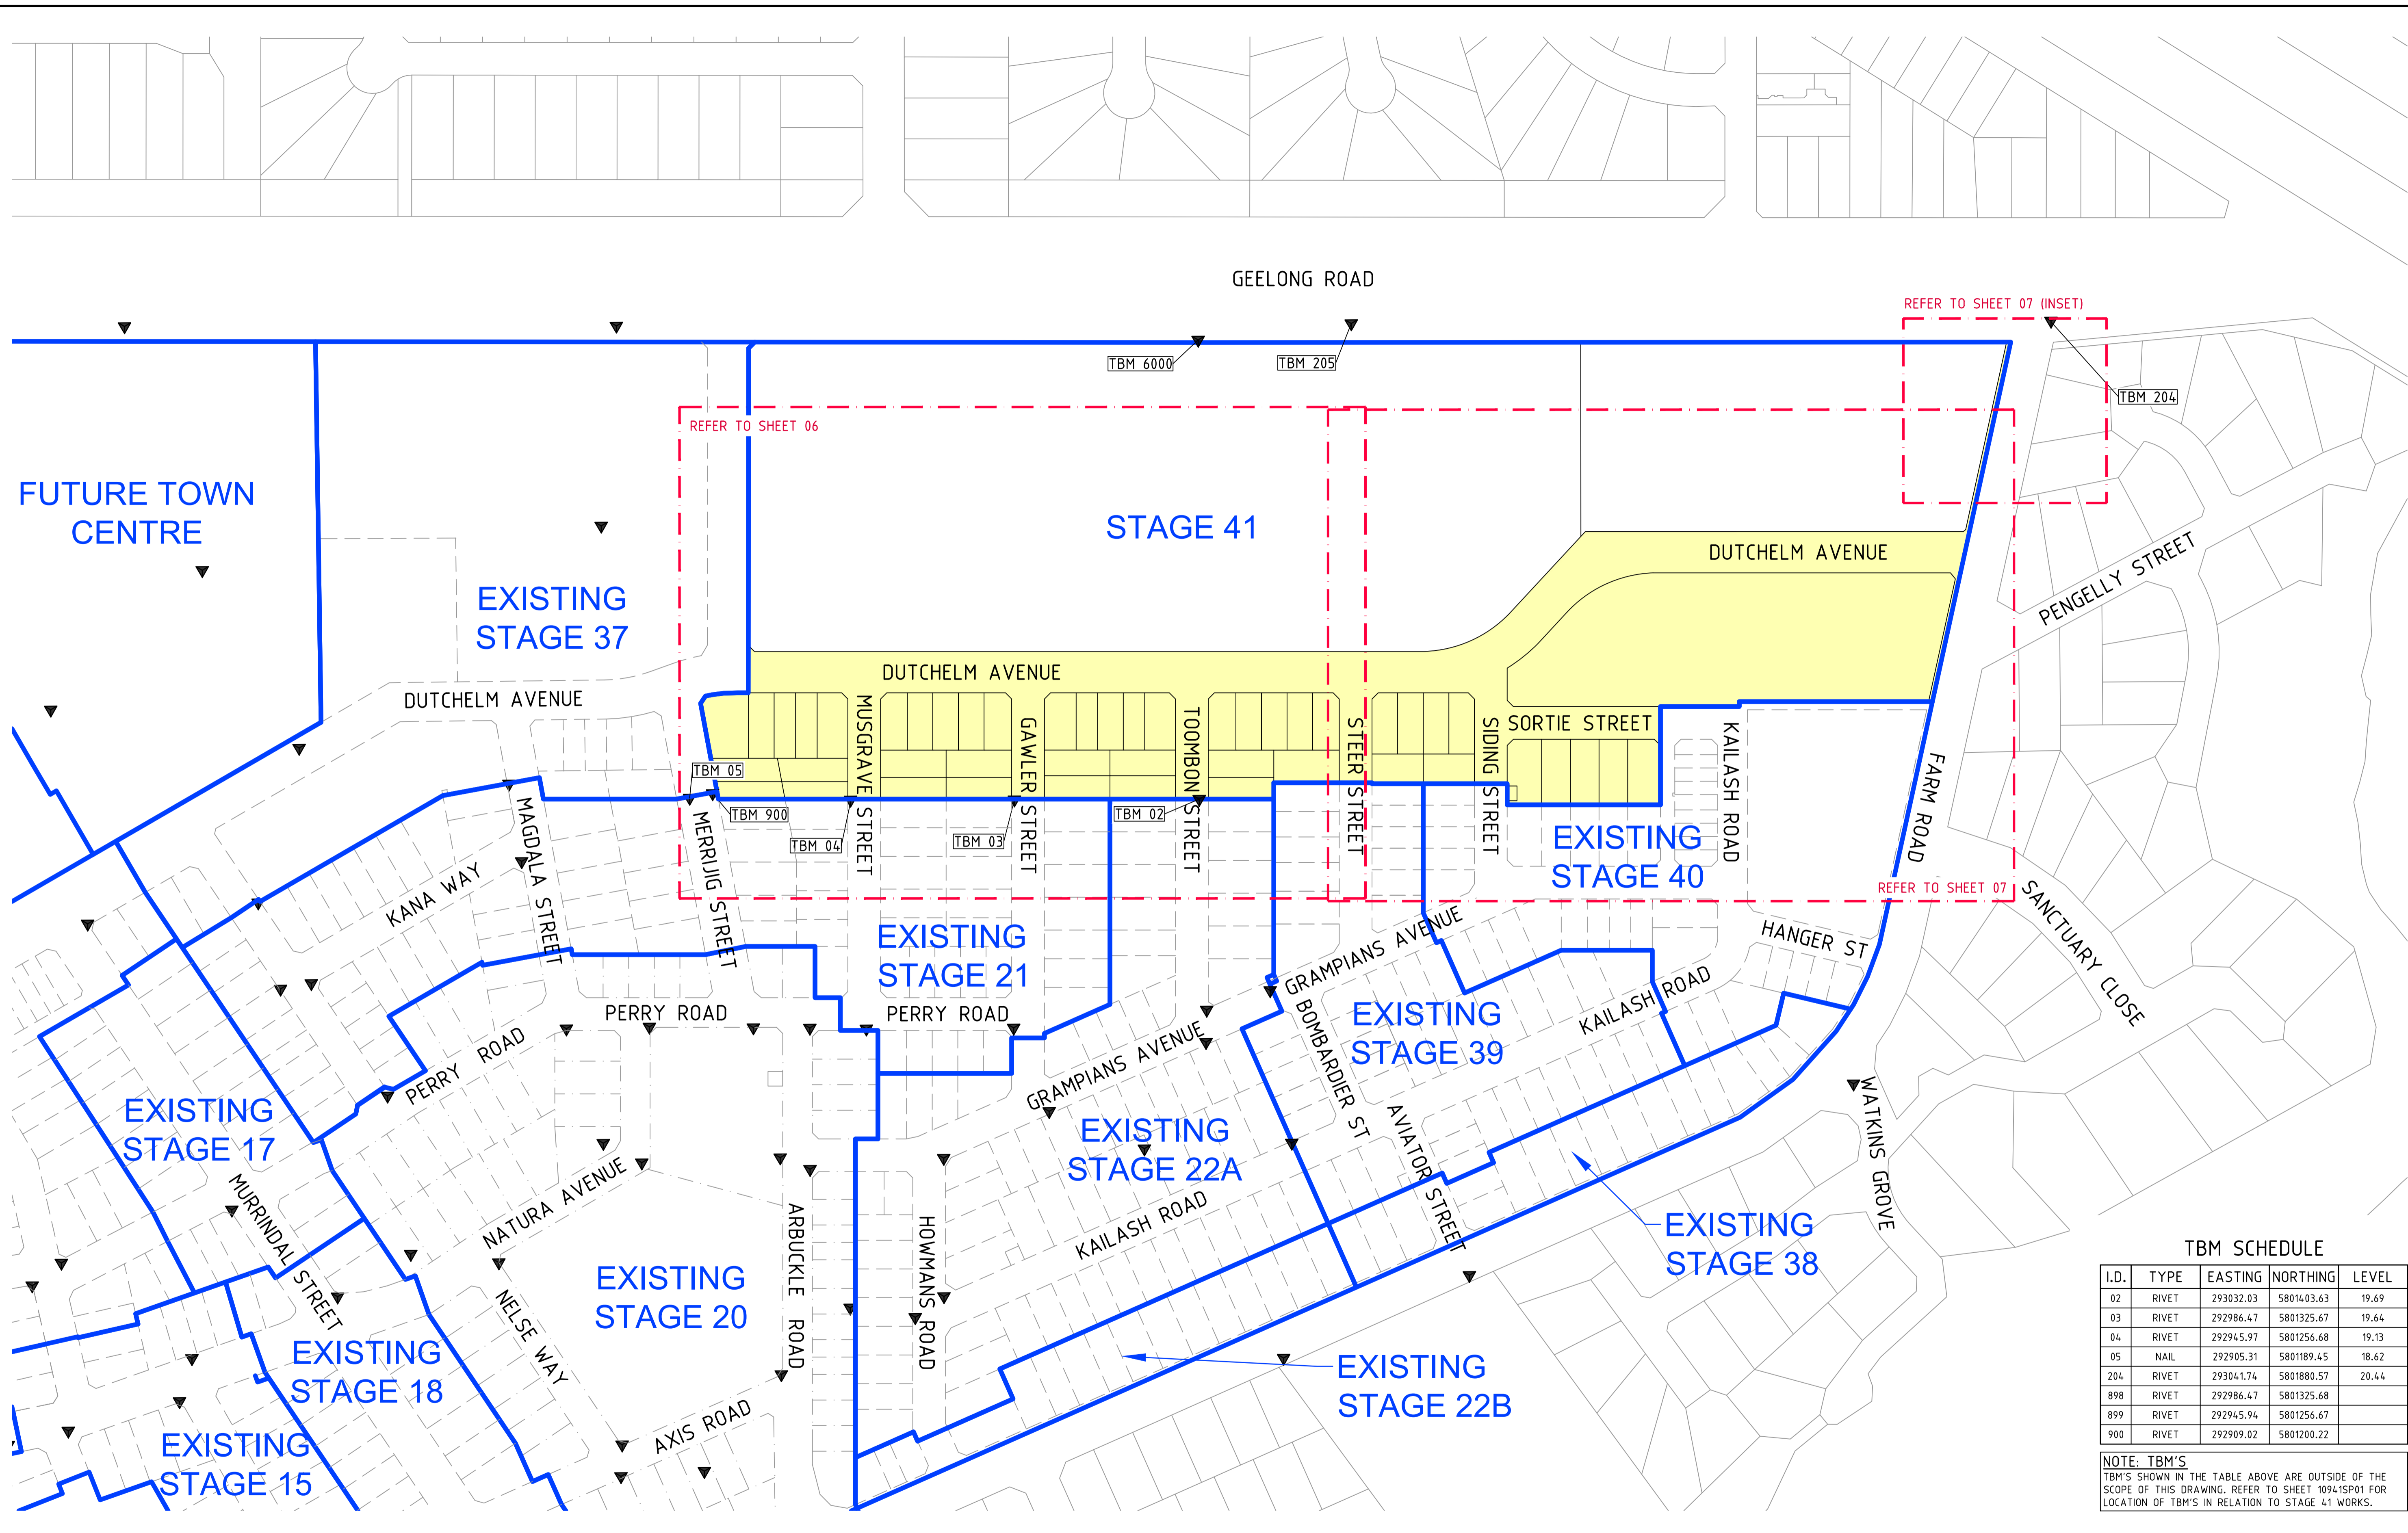 GEELONG ROAD
REFER TO SHEET 07 (INSET)
TBM 6000
TBM 205
TBM 204
REFER TO SHEET 06
FUTURE TOWN
CENTRE
STAGE 41
DUTCHELM AVENUE
PENGELLY STREET
EXISTING
STAGE 37
DUTCHELM AVENUE
DUTCHELM AVENUE
MUSGRAVE STREET
GAWLER STREET
TOOMBON STREET
STEER STREET
SIDING STREET
SORTIE STREET
KAILASH ROAD
FARM ROAD
TBM 05
TBM 900
TBM 04
TBM 03
TBM 02
MAGDALA STREET
MERRIJIG STREET
KANA WAY
EXISTING
STAGE 40
REFER TO SHEET 07
SANCTUARY CLOSE
HANGER ST
GRAMPIANS AVENUE
EXISTING
STAGE 21
PERRY ROAD
PERRY ROAD
PERRY ROAD
GRAMPIANS AVENUE
BOMBARDIER ST
EXISTING
STAGE 39
KAILASH ROAD
WATKINS GROVE
EXISTING
STAGE 17
EXISTING
STAGE 22A
AVIATOR STREET
MURRINDAL STREET
NATURA AVENUE
ARBUCKLE ROAD
HOWMANS ROAD
KAILASH ROAD
EXISTING
STAGE 38
EXISTING
STAGE 20
NELSE WAY
EXISTING
STAGE 18
EXISTING
STAGE 22B
AXIS ROAD
EXISTING
STAGE 15
TBM SCHEDULE
I.D. TYPE EASTING NORTHING LEVEL
02 RIVET 293032.03 5801403.63 19.69
03 RIVET 292986.47 5801325.67 19.64
04 RIVET 292945.97 5801256.68 19.13
05 NAIL 292905.31 5801189.45 18.62
204 RIVET 293041.74 5801880.57 20.44
898 RIVET 292986.47 5801325.68
899 RIVET 292945.94 5801256.67
900 RIVET 292909.02 5801200.22
NOTE: TBM'S
TBM'S SHOWN IN THE TABLE ABOVE ARE OUTSIDE OF THE
SCOPE OF THIS DRAWING. REFER TO SHEET 10941SP01 FOR
LOCATION OF TBM'S IN RELATION TO STAGE 41 WORKS.